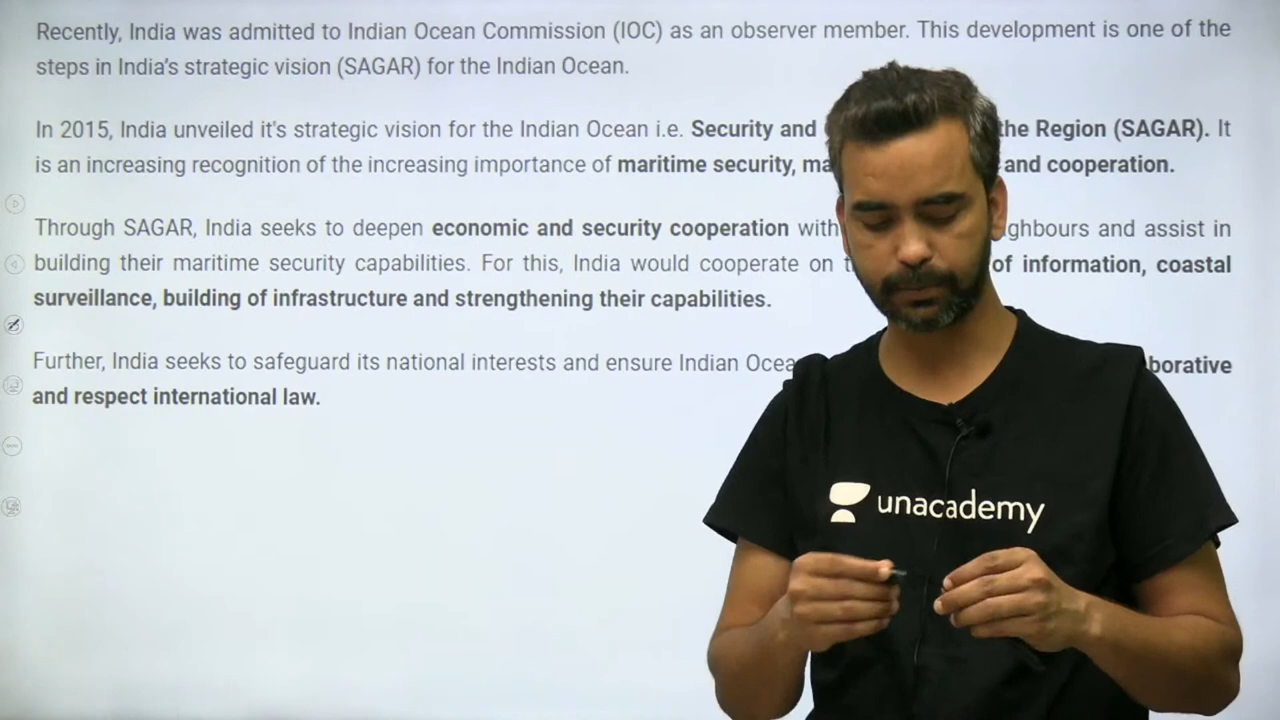 Recently, India was admitted to Indian Ocean Commission (IOC) as an observer member. This development is one of the
steps in India's strategic vision (SAGAR) for the Indian Ocean.
In 2015, India unveiled it's strategic vision for the Indian Ocean i.e. Security and the Region (SAGAR). It
is an increasing recognition of the increasing importance of maritime security, and cooperation.
Through SAGAR, India seeks to deepen economic and security cooperation with and assist in
building their maritime security capabilities. For this, India would cooperate on of information, coastal
surveillance, building of infrastructure and strengthening their capabilities.
Further, India seeks to safeguard its national interests and ensure Indian
and respect international law.
unacademy